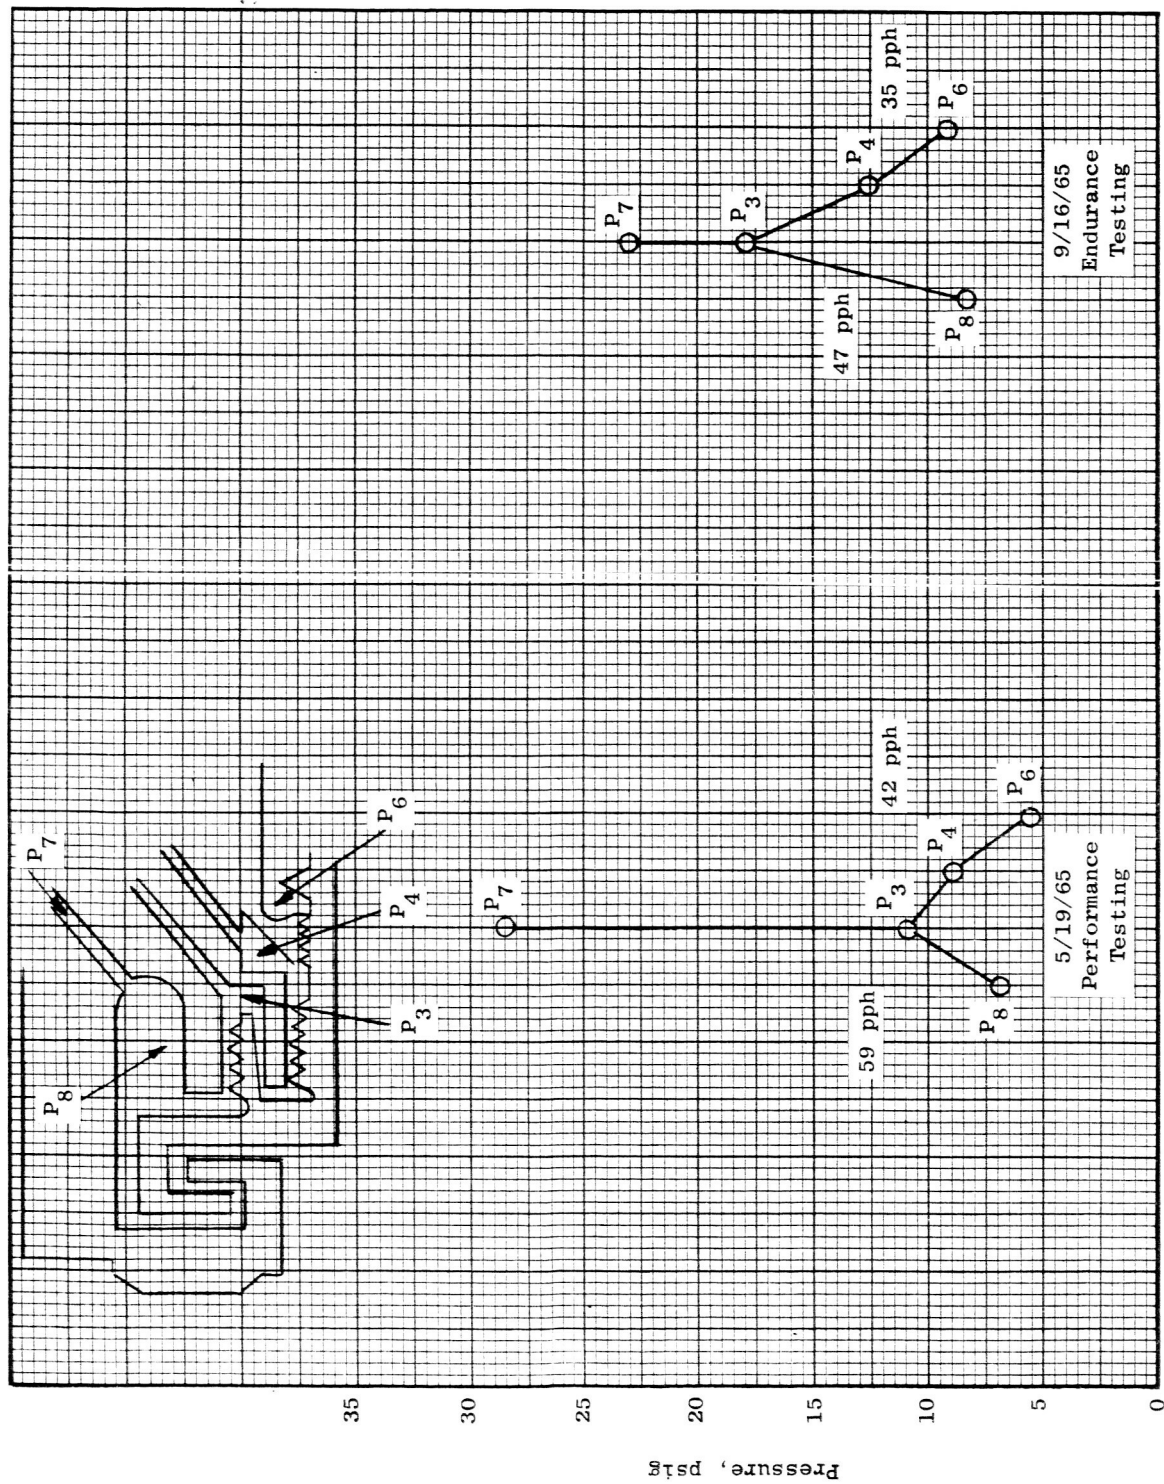 Pressure, psig
35
30
25
20
15
10
5
0
P7
P8
P3
P4
P6
P7
P3
P4
P6
P8
59 pph
42 pph
5/19/65
Performance
Testing
P7
P3
P4
P6
P8
47 pph
35 pph
9/16/65
Endurance
Testing